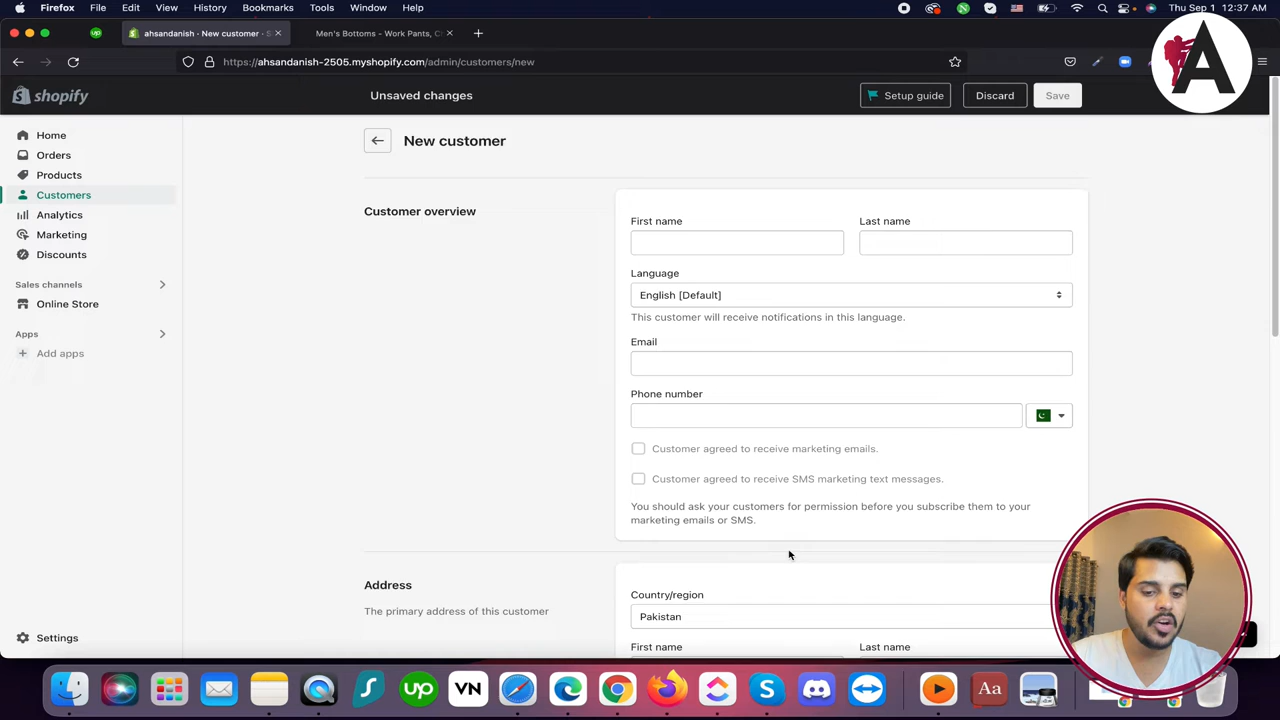 Firefox File Edit View History Bookmarks Tools Window Help
Thu Sep 1 12:37 AM
ahsandanish - New customer - S
Men's Bottoms – Work Pants, C
https://ahsandanish-2505.myshopify.com/admin/customers/new
A
shopify
Unsaved changes
Setup guide
Discard
Save
Home
Orders
Products
Customers
Analytics
Marketing
Discounts
Sales channels
Online Store
Apps
Add apps
Settings
New customer
Customer overview
First name
Last name
Language
English [Default]
This customer will receive notifications in this language.
Email
Phone number
Customer agreed to receive marketing emails.
Customer agreed to receive SMS marketing text messages.
You should ask your customers for permission before you subscribe them to your
marketing emails or SMS.
Address
The primary address of this customer
Country/region
Pakistan
First name
Last name
up
VN
Aa